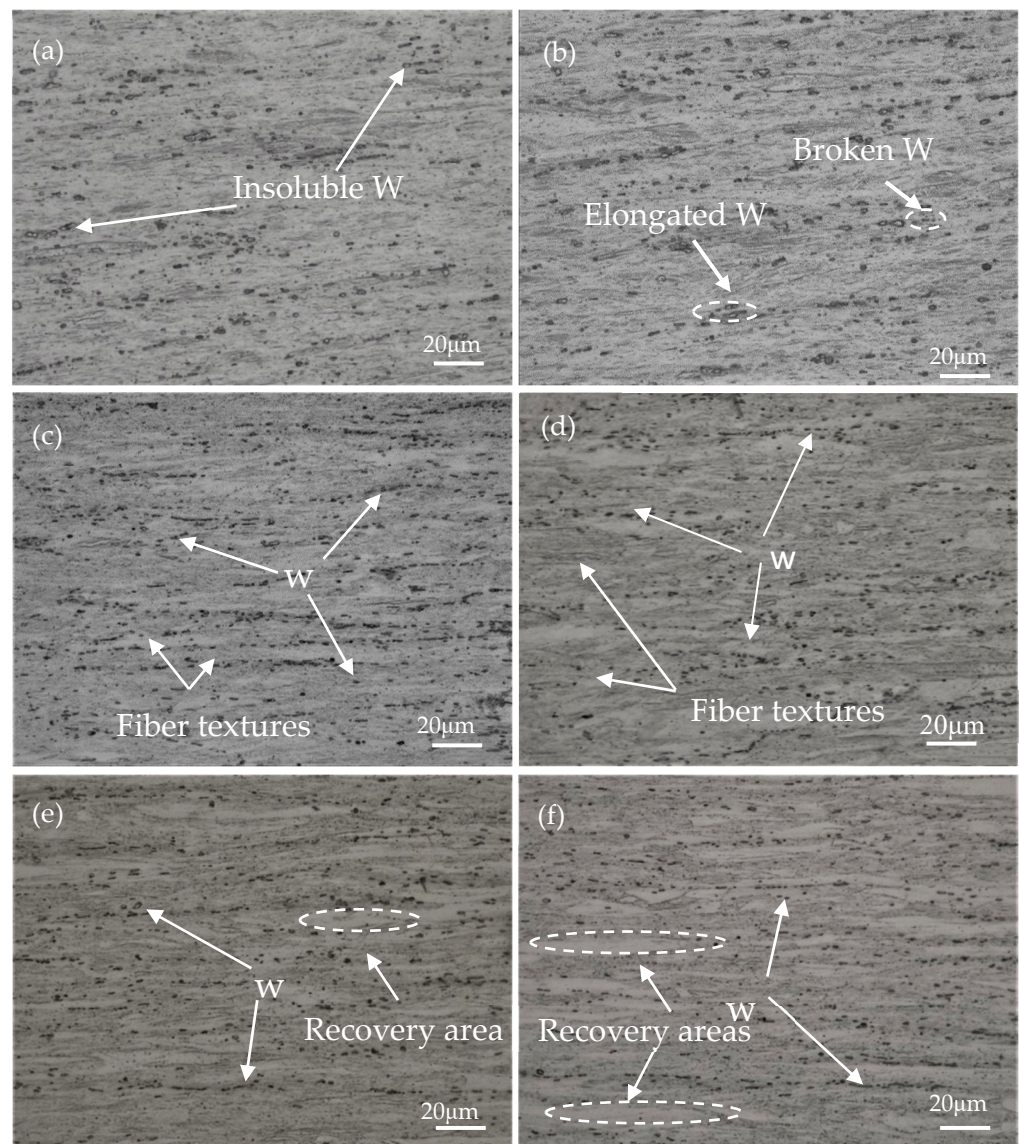 (a)
Insoluble W
20μm
(b)
Broken W
Elongated W
20μm
(c)
W
Fiber textures
20μm
(d)
W
Fiber textures
20μm
(e)
W
Recovery area
20μm
(f)
W
Recovery areas
20μm